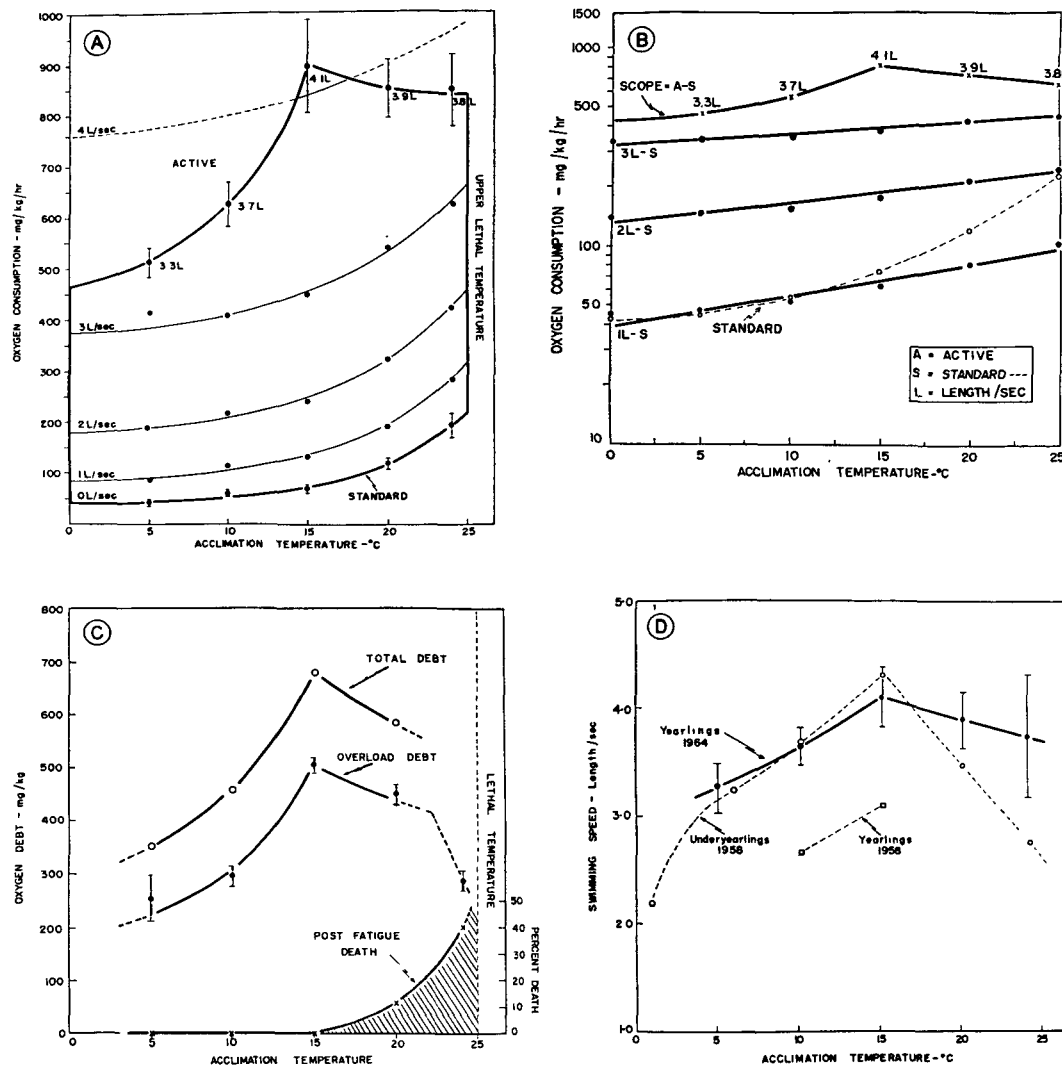 A
1000
900
800
700
600
500
400
300
200
100
0
OXYGEN CONSUMPTION - mg/kg/hr
4 L/sec
ACTIVE
4.1L
3.9L
3.8L
3.7L
3.3L
3L/sec
2L/sec
1L/sec
0L/sec
STANDARD
UPPER LETHAL TEMPERATURE
0 5 10 15 20 25
ACCLIMATION TEMPERATURE-°C
B
1500
1000
500
100
50
10
OXYGEN CONSUMPTION - mg/kg/hr
SCOPE = A-S
3.3L
3.7L
4.1L
3.9L
3.8
3L-S
2L-S
1L-S
STANDARD
A = ACTIVE
S = STANDARD ---
L = LENGTH/SEC
0 5 10 15 20 25
ACCLIMATION TEMPERATURE-°C
C
800
700
600
500
400
300
200
100
0
OXYGEN DEBT - mg/kg
TOTAL DEBT
OVERLOAD DEBT
POST FATIGUE
DEATH
LETHAL TEMPERATURE
50
40
30
20
10
0
PERCENT DEATH
0 5 10 15 20 25
ACCLIMATION TEMPERATURE
D
5·0
4·0
3·0
2·0
1·0
SWIMMING SPEED - Length/sec
Yearlings
1964
Underyearlings
1958
Yearlings
1956
0 5 10 15 20 25
ACCLIMATION TEMPERATURE-°C